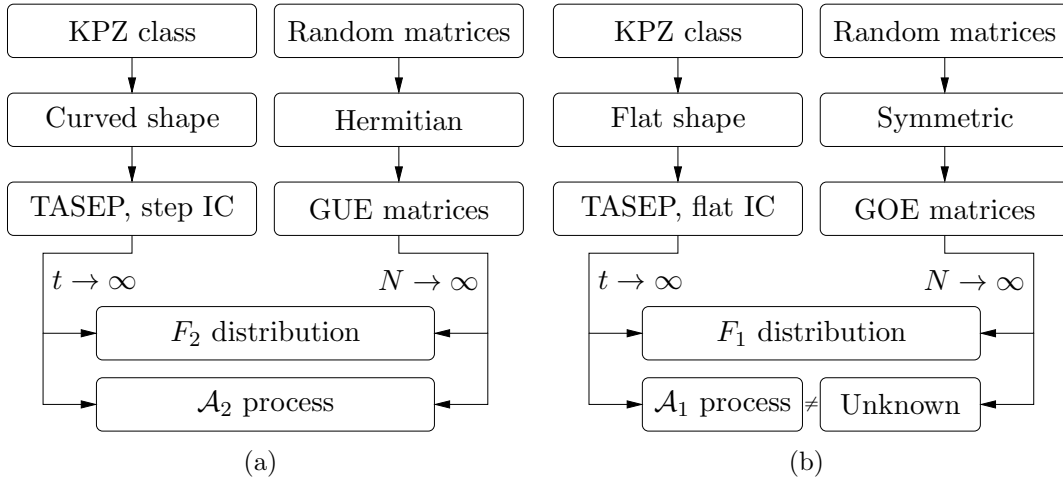 KPZ class
Random matrices
Curved shape
Hermitian
TASEP, step IC
GUE matrices
t → ∞
N → ∞
F₂ distribution
𝒜₂ process
(a)
KPZ class
Random matrices
Flat shape
Symmetric
TASEP, flat IC
GOE matrices
t → ∞
N → ∞
F₁ distribution
𝒜₁ process ≠ Unknown
(b)